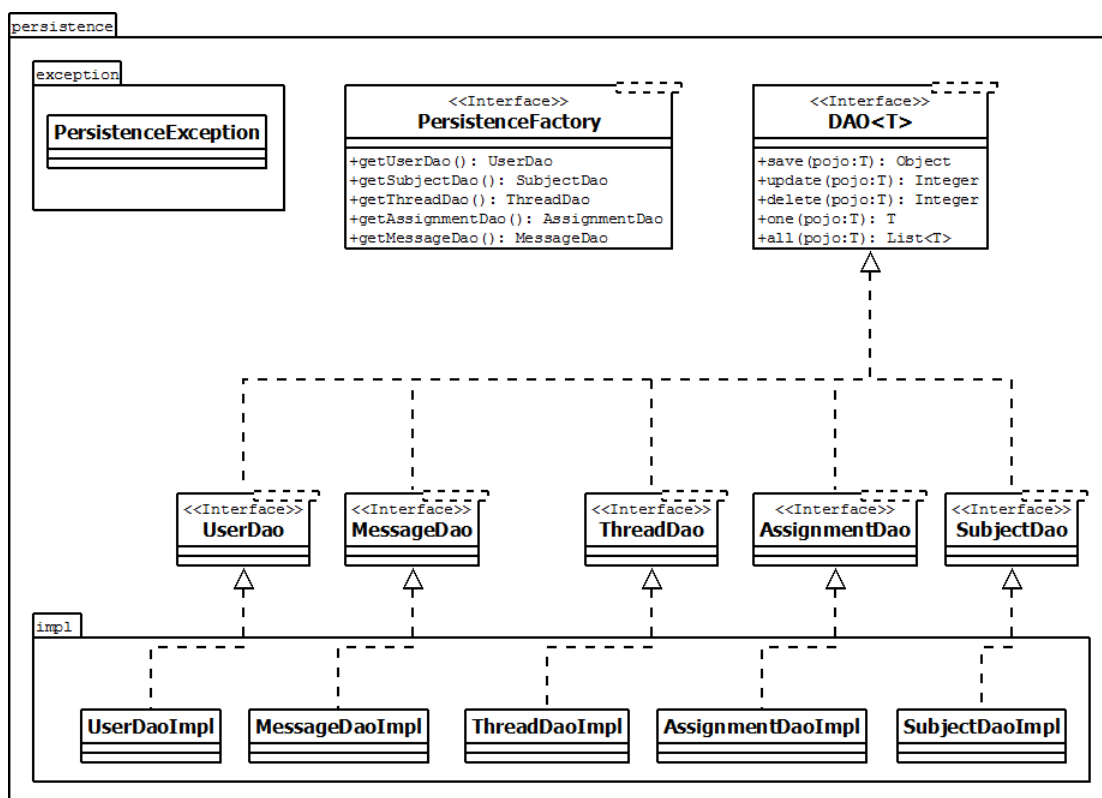 persistence
exception
PersistenceException
<<Interface>>
PersistenceFactory
+getUserDao(): UserDao
+getSubjectDao(): SubjectDao
+getThreadDao(): ThreadDao
+getAssignmentDao(): AssignmentDao
+getMessageDao(): MessageDao
<<Interface>>
DAO<T>
+save(pojo:T): Object
+update(pojo:T): Integer
+delete(pojo:T): Integer
+one(pojo:T): T
+all(pojo:T): List<T>
<<Interface>>
UserDao
<<Interface>>
MessageDao
<<Interface>>
ThreadDao
<<Interface>>
AssignmentDao
<<Interface>>
SubjectDao
impl
UserDaoImpl
MessageDaoImpl
ThreadDaoImpl
AssignmentDaoImpl
SubjectDaoImpl